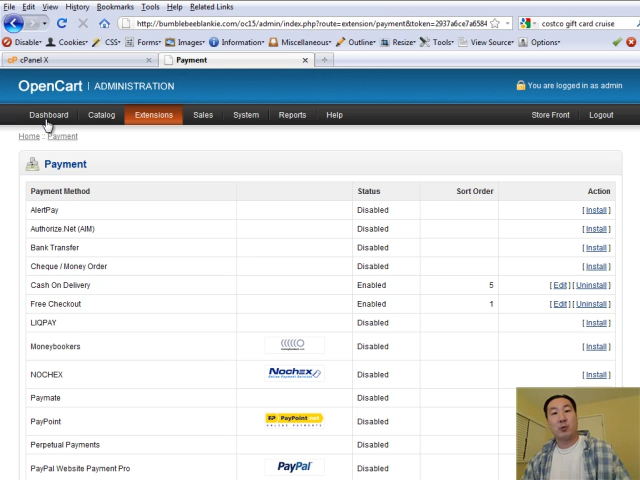 File Edit View History Bookmarks Tools Help Related Links
http://bumblebeeblankie.com/oc15/admin/index.php?route=extension/payment&token=2937a6ce7a6584 costco gift card cruise
Disable Cookies CSS Forms Images Information Miscellaneous Outline Resize Tools View Source Options
cPanel X Payment
OpenCart | ADMINISTRATION You are logged in as admin
Dashboard Catalog Extensions Sales System Reports Help Store Front Logout
Home :: Payment
Payment
Payment Method Status Sort Order Action
AlertPay Disabled [ Install ]
Authorize.Net (AIM) Disabled [ Install ]
Bank Transfer Disabled [ Install ]
Cheque / Money Order Disabled [ Install ]
Cash On Delivery Enabled 5 [ Edit ] [ Uninstall ]
Free Checkout Enabled 1 [ Edit ] [ Uninstall ]
LIQPAY Disabled [ Install ]
Moneybookers Disabled [ Install ]
NOCHEX Nochex Disabled [ Install ]
Paymate Disabled
PayPoint PayPoint.net Disabled
ONLINE PAYMENTS
Perpetual Payments Disabled
PayPal Website Payment Pro PayPal Disabled